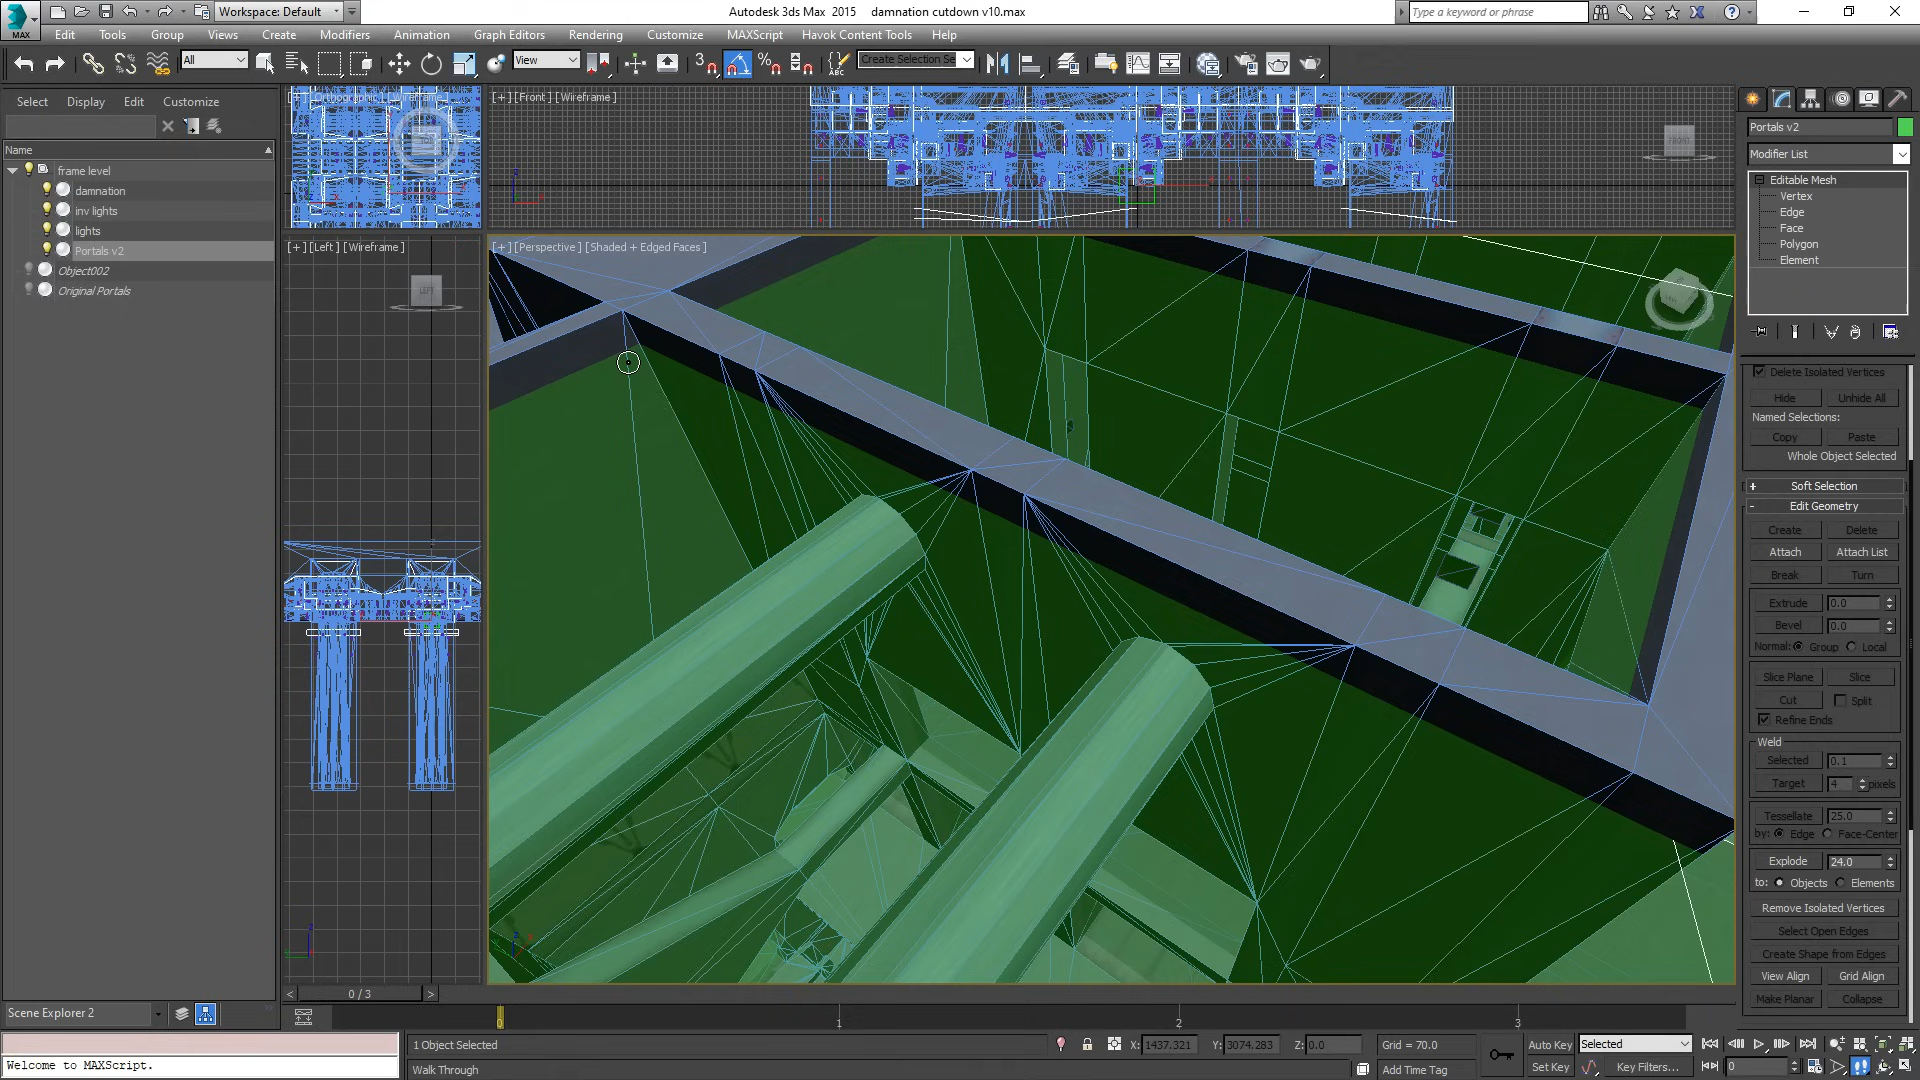 Workspace: Default
Autodesk 3ds Max 2015 damnation cutdown v10.max
Type a keyword or phrase
MAX
Edit Tools Group Views Create Modifiers Animation Graph Editors Rendering Customize MAXScript Havok Content Tools Help
All
View
Create Selection Se
Select Display Edit Customize
Name
frame level
damnation
inv lights
lights
Portals v2
Object002
Original Portals
[+] [Front] [Wireframe]
FRONT
[+] [Left] [Wireframe]
LEFT
[+] [Perspective] [Shaded + Edged Faces]
Portals v2
Modifier List
Editable Mesh
Vertex
Edge
Face
Polygon
Element
Delete Isolated Vertices
Hide Unhide All
Named Selections:
Copy Paste
Whole Object Selected
+ Soft Selection
- Edit Geometry
Create Delete
Attach Attach List
Break Turn
Extrude 0.0
Bevel 0.0
Normal: Group Local
Slice Plane Slice
Cut Split
Refine Ends
Weld
Selected 0.1
Target 4 pixels
Tessellate 25.0
by: Edge Face-Center
Explode 24.0
to: Objects Elements
Remove Isolated Vertices
Select Open Edges
Create Shape from Edges
View Align Grid Align
Make Planar Collapse
< 0 / 3 >
Scene Explorer 2
0 1 2 3
Welcome to MAXScript.
1 Object Selected
X: 1437.321 Y: 3074.283 Z: 0.0
Grid = 70.0
Auto Key Selected
Walk Through
Add Time Tag
Set Key Key Filters...
0